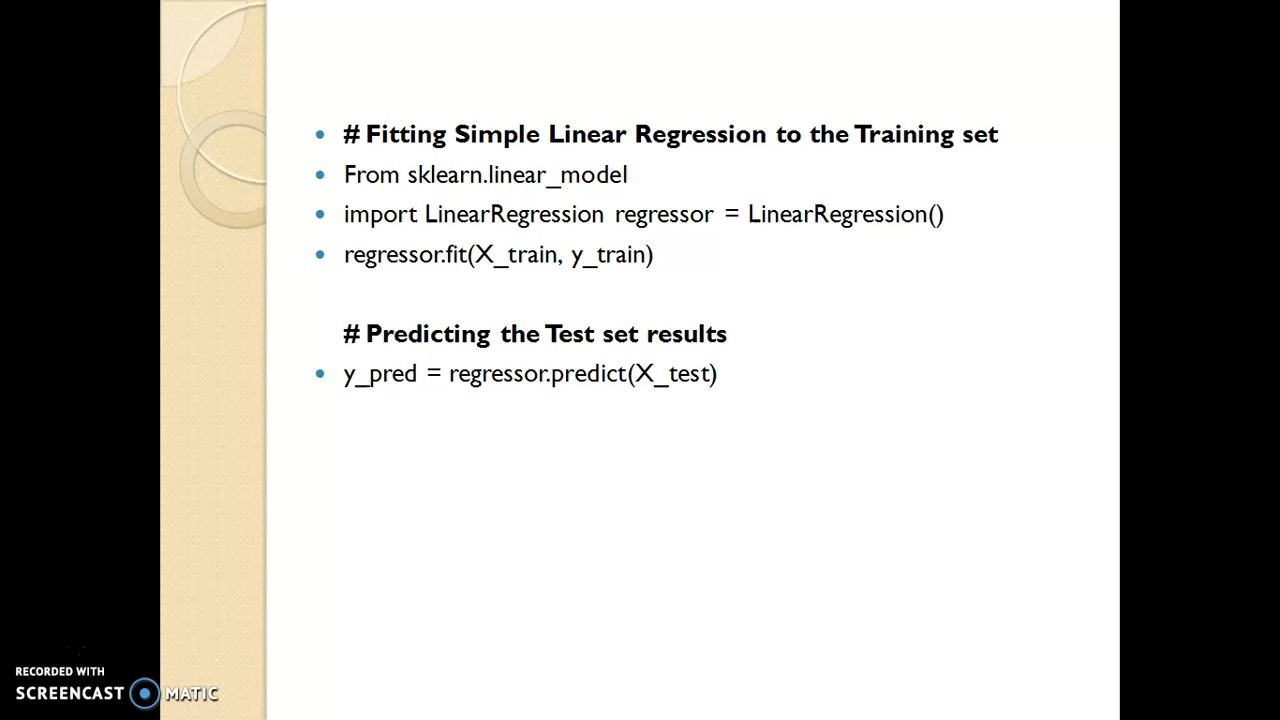 # Fitting Simple Linear Regression to the Training set
From sklearn.linear_model
import LinearRegression regressor = LinearRegression()
regressor.fit(X_train, y_train)
# Predicting the Test set results
y_pred = regressor.predict(X_test)
RECORDED WITH
SCREENCAST MATIC